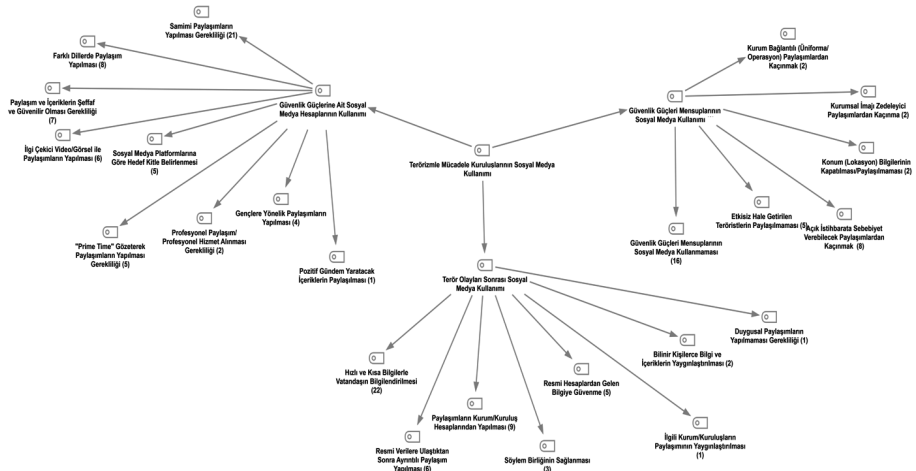 Samimi Paylaşımların
Yapılması Gerekliliği (21)
Farklı Dillerde Paylaşım
Yapılması (8)
Paylaşım ve İçeriklerin Şeffaf
ve Güvenilir Olması Gerekliliği
(7)
İlgi Çekici Video/Görsel ile
Paylaşımların Yapılması (6)
Sosyal Medya Platformlarına
Göre Hedef Kitle Belirlenmesi
(5)
"Prime Time" Gözeterek
Paylaşımların Yapılması
Gerekliliği (5)
Profesyonel Paylaşım/
Profesyonel Hizmet Alınması
Gerekliliği (2)
Gençlere Yönelik Paylaşımların
Yapılması (4)
Pozitif Gündem Yaratacak
İçeriklerin Paylaşılması (1)
Güvenlik Güçlerine Ait Sosyal
Medya Hesaplarının Kullanımı
Terörizmle Mücadele Kuruluşlarının Sosyal Medya
Kullanımı
Güvenlik Güçleri Mensuplarının
Sosyal Medya Kullanımı
Kurum Bağlantılı (Üniforma/
Operasyon) Paylaşımlardan
Kaçınmak (2)
Kurumsal İmajı Zedeleyici
Paylaşımlardan Kaçınma (2)
Konum (Lokasyon) Bilgilerinin
Kapatılması/Paylaşılmaması (2)
Açık İstihbarata Sebebiyet
Verebilecek Paylaşımlardan
Kaçınmak (8)
Etkisiz Hale Getirilen
Teröristlerin Paylaşılmaması (5)
Güvenlik Güçleri Mensuplarının
Sosyal Medya Kullanmaması
(16)
Terör Olayları Sonrası Sosyal
Medya Kullanımı
Duygusal Paylaşımların
Yapılmaması Gerekliliği (1)
Bilinir Kişilerce Bilgi ve
İçeriklerin Yaygınlaştırılması (2)
Resmi Hesaplardan Gelen
Bilgiye Güvenme (5)
Hızlı ve Kısa Bilgilerle
Vatandaşın Bilgilendirilmesi
(22)
Paylaşımların Kurum/Kuruluş
Hesaplarından Yapılması (9)
Resmi Verilere Ulaştıktan
Sonra Ayrıntılı Paylaşım
Yapılması (6)
Söylem Birliğinin Sağlanması
(3)
İlgili Kurum/Kuruluşların
Paylaşımının Yaygınlaştırılması
(1)